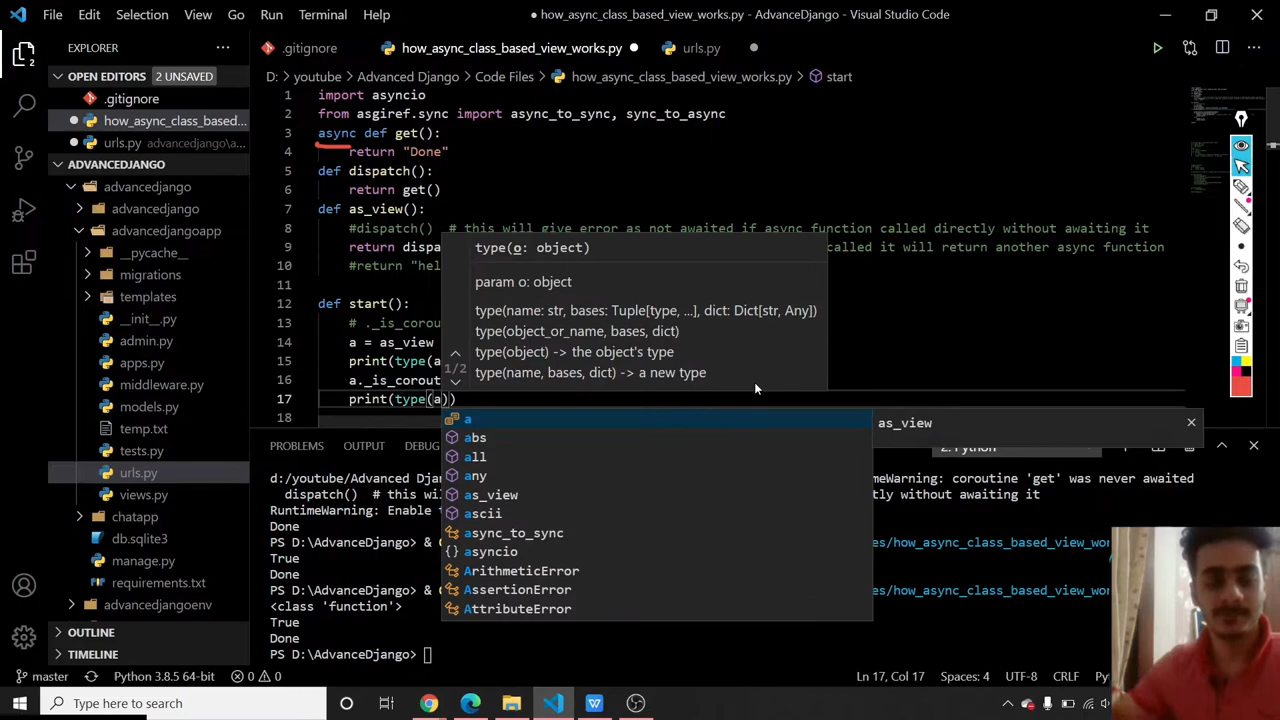 File Edit Selection View Go Run Terminal Help
how_async_class_based_view_works.py - AdvanceDjango - Visual Studio Code
EXPLORER
OPEN EDITORS 2 UNSAVED
.gitignore
how_async_class_based...
urls.py advancedjango\a...
ADVANCEDJANGO
advancedjango
advancedjango
advancedjangoapp
__pycache__
migrations
templates
__init__.py
admin.py
apps.py
middleware.py
models.py
temp.txt
tests.py
urls.py
views.py
chatapp
db.sqlite3
manage.py
requirements.txt
advancedjangoenv
OUTLINE
TIMELINE
.gitignore how_async_class_based_view_works.py urls.py
D: > youtube > Advanced Django > Code Files > how_async_class_based_view_works.py > start
1 import asyncio
2 from asgiref.sync import async_to_sync, sync_to_async
3 async def get():
4 return "Done"
5 def dispatch():
6 return get()
7 def as_view():
8 #dispatch() # this will give error as not awaited if async function called directly without awaiting it
9 return dispa called it will return another async function
10 #return "hel
11
12 def start():
13 # ._is_corou
14 a = as_view
15 print(type(a
16 a._is_corout
17 print(type(a))
18
type(o: object)
param o: object
type(name: str, bases: Tuple[type, ...], dict: Dict[str, Any])
type(object_or_name, bases, dict)
1/2
type(object) -> the object's type
type(name, bases, dict) -> a new type
a
abs
all
any
as_view
ascii
async_to_sync
asyncio
ArithmeticError
AssertionError
AttributeError
as_view
PROBLEMS OUTPUT DEBUG
2: Python
d:/youtube/Advanced meWarning: coroutine 'get' was never awaited
dispatch() # this wil tly without awaiting it
RuntimeWarning: Enable t
Done
PS D:\AdvanceDjango> & es/how_async_class_based_view_wor
True
Done
PS D:\AdvanceDjango> & es/how_async_class_based_view_wor
<class 'function'>
True
Done
PS D:\AdvanceDjango>
master Python 3.8.5 64-bit 0 0 Ln 17, Col 17 Spaces: 4 UTF-8 CRLF Py
Type here to search